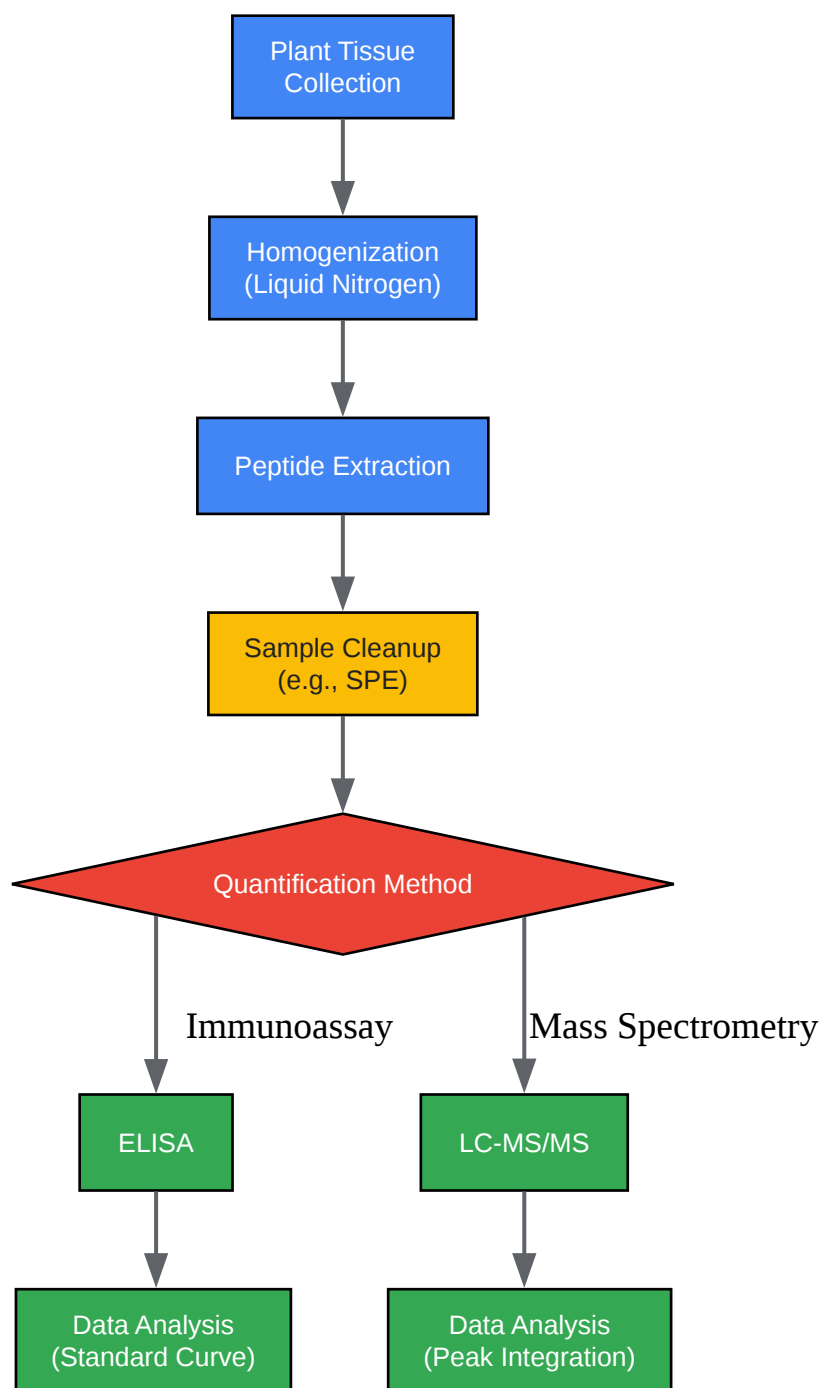 Plant Tissue
Collection
Homogenization
(Liquid Nitrogen)
Peptide Extraction
Sample Cleanup
(e.g., SPE)
Quantification Method
Immunoassay
Mass Spectrometry
ELISA
LC-MS/MS
Data Analysis
(Standard Curve)
Data Analysis
(Peak Integration)